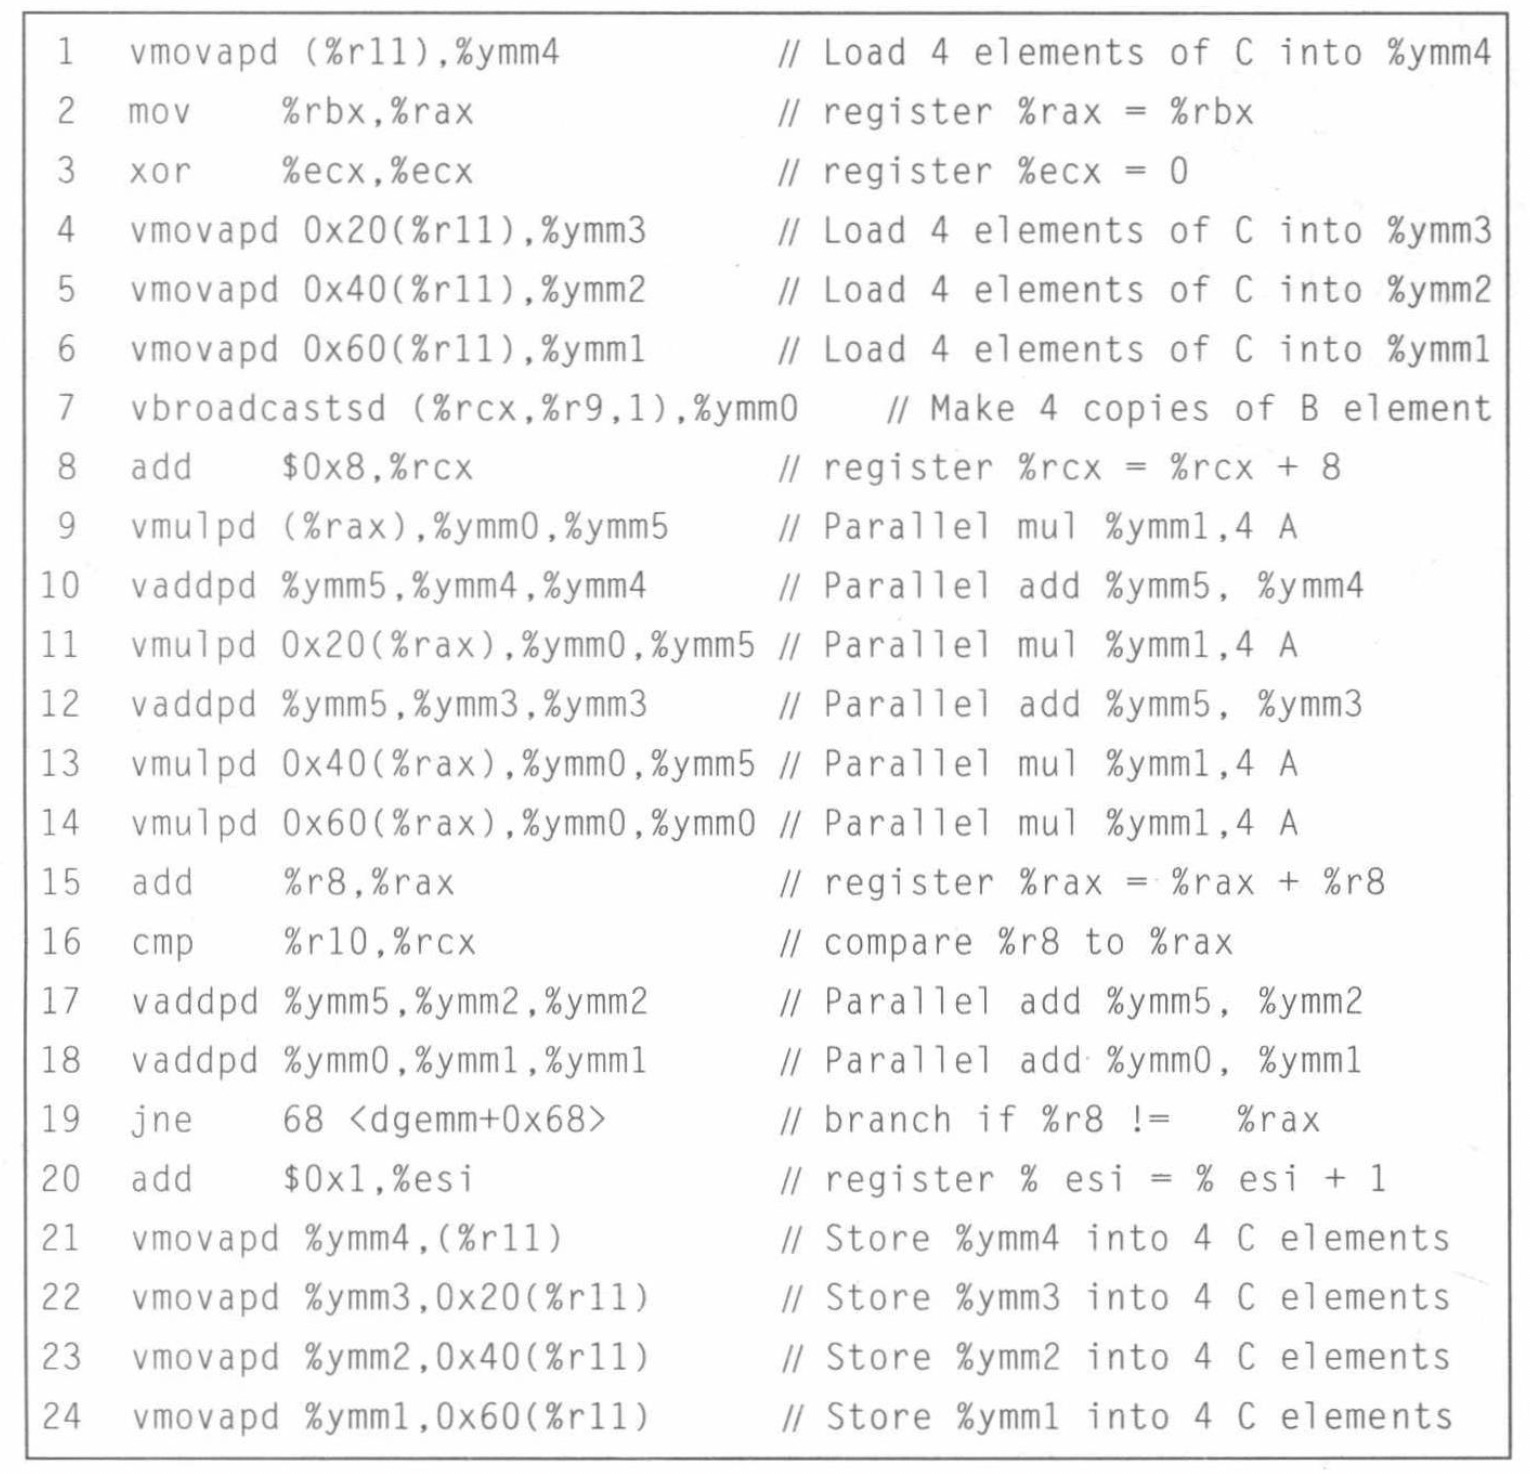 1 vmovapd (%r11),%ymm4 // Load 4 elements of C into %ymm4
2 mov %rbx,%rax // register %rax = %rbx
3 xor %ecx,%ecx // register %ecx = 0
4 vmovapd 0x20(%r11),%ymm3 // Load 4 elements of C into %ymm3
5 vmovapd 0x40(%r11),%ymm2 // Load 4 elements of C into %ymm2
6 vmovapd 0x60(%r11),%ymm1 // Load 4 elements of C into %ymm1
7 vbroadcastsd (%rcx,%r9,1),%ymm0 // Make 4 copies of B element
8 add $0x8,%rcx // register %rcx = %rcx + 8
9 vmulpd (%rax),%ymm0,%ymm5 // Parallel mul %ymm1,4 A
10 vaddpd %ymm5,%ymm4,%ymm4 // Parallel add %ymm5, %ymm4
11 vmulpd 0x20(%rax),%ymm0,%ymm5 // Parallel mul %ymm1,4 A
12 vaddpd %ymm5,%ymm3,%ymm3 // Parallel add %ymm5, %ymm3
13 vmulpd 0x40(%rax),%ymm0,%ymm5 // Parallel mul %ymm1,4 A
14 vmulpd 0x60(%rax),%ymm0,%ymm0 // Parallel mul %ymm1,4 A
15 add %r8,%rax // register %rax = %rax + %r8
16 cmp %r10,%rcx // compare %r8 to %rax
17 vaddpd %ymm5,%ymm2,%ymm2 // Parallel add %ymm5, %ymm2
18 vaddpd %ymm0,%ymm1,%ymm1 // Parallel add %ymm0, %ymm1
19 jne 68 <dgemm+0x68> // branch if %r8 != %rax
20 add $0x1,%esi // register % esi = % esi + 1
21 vmovapd %ymm4,(%r11) // Store %ymm4 into 4 C elements
22 vmovapd %ymm3,0x20(%r11) // Store %ymm3 into 4 C elements
23 vmovapd %ymm2,0x40(%r11) // Store %ymm2 into 4 C elements
24 vmovapd %ymm1,0x60(%r11) // Store %ymm1 into 4 C elements